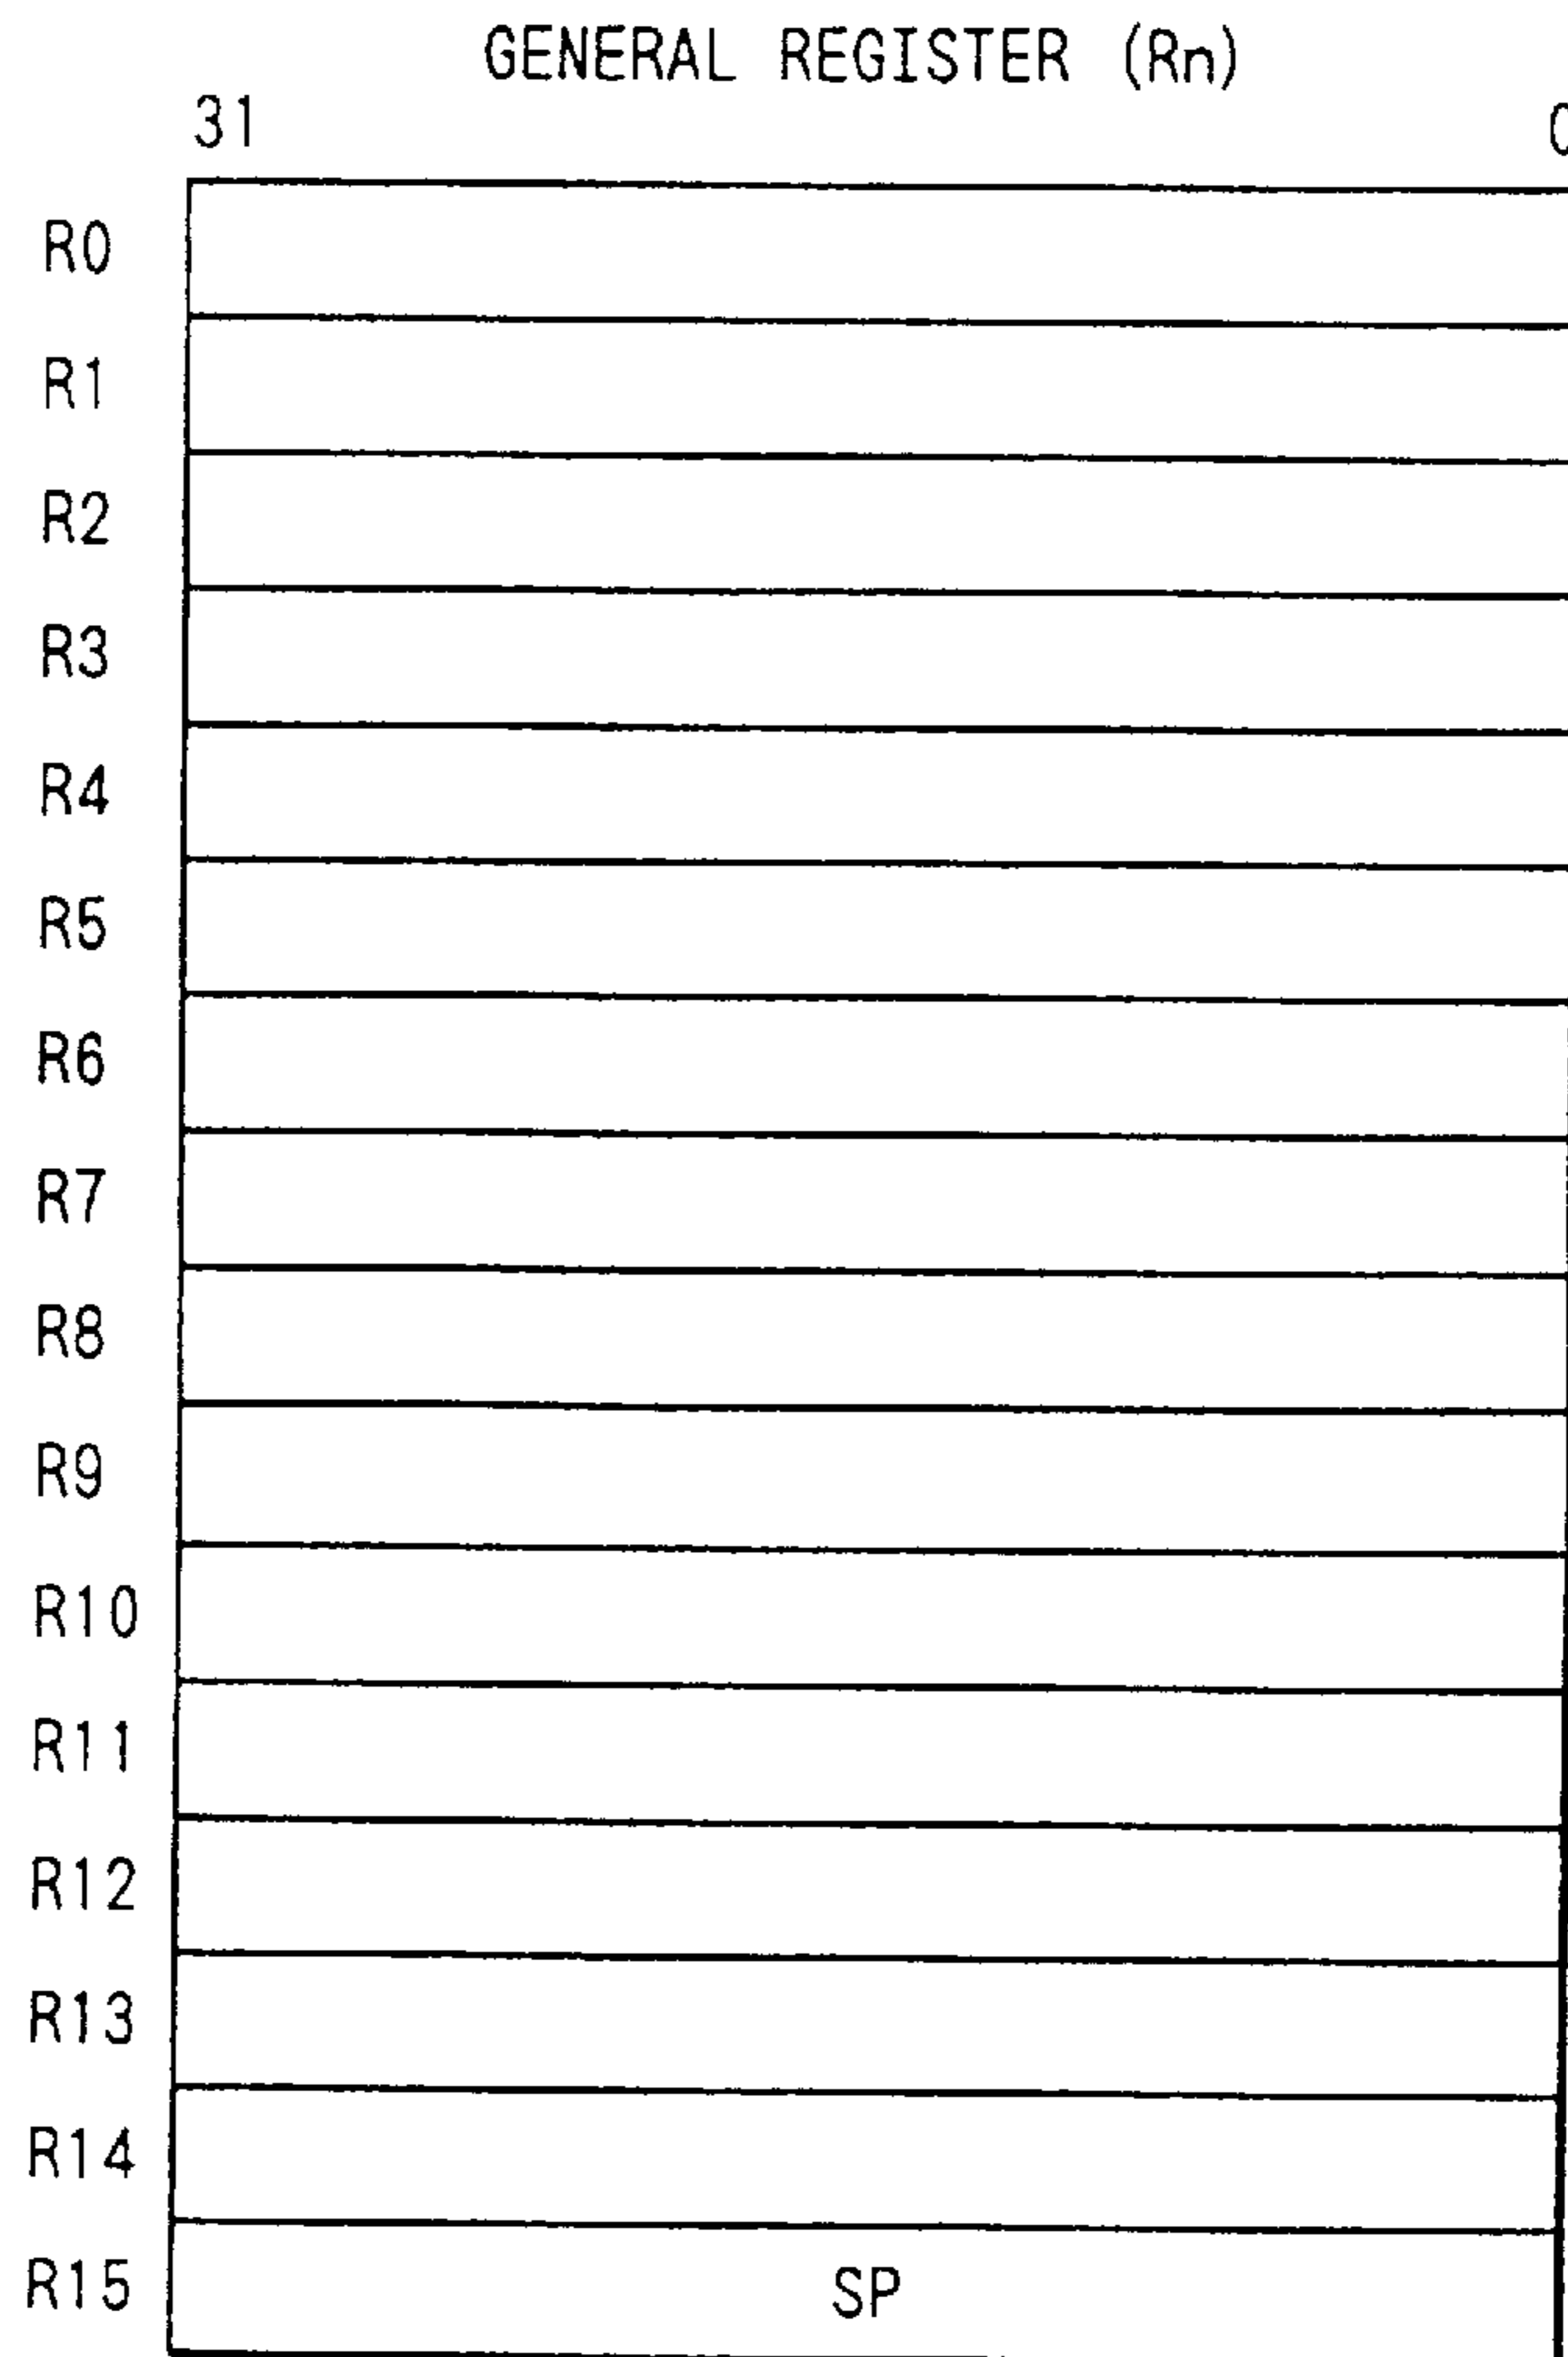 GENERAL REGISTER (Rn)
31 0
R0
R1
R2
R3
R4
R5
R6
R7
R8
R9
R10
R11
R12
R13
R14
R15 SP